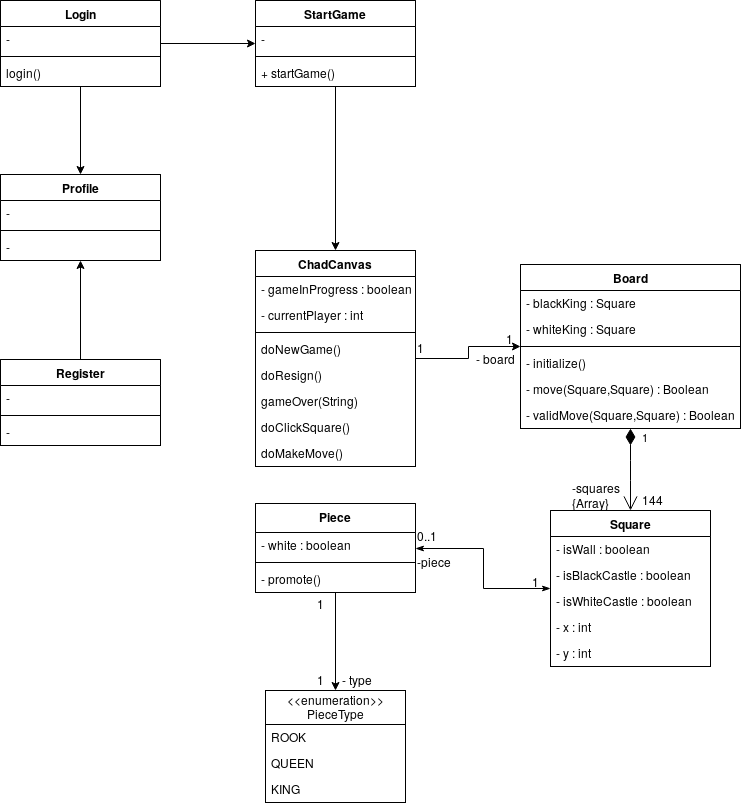 Login
-
login()
StartGame
-
+ startGame()
Profile
-
-
Register
-
-
ChadCanvas
- gameInProgress : boolean
- currentPlayer : int
doNewGame()
doResign()
gameOver(String)
doClickSquare()
doMakeMove()
1
1
- board
Board
- blackKing : Square
- whiteKing : Square
- initialize()
- move(Square,Square) : Boolean
- validMove(Square,Square) : Boolean
1
-squares
{Array}
144
Square
- isWall : boolean
- isBlackCastle : boolean
- isWhiteCastle : boolean
- x : int
- y : int
Piece
- white : boolean
- promote()
0..1
-piece
1
1
1
- type
<<enumeration>>
PieceType
ROOK
QUEEN
KING